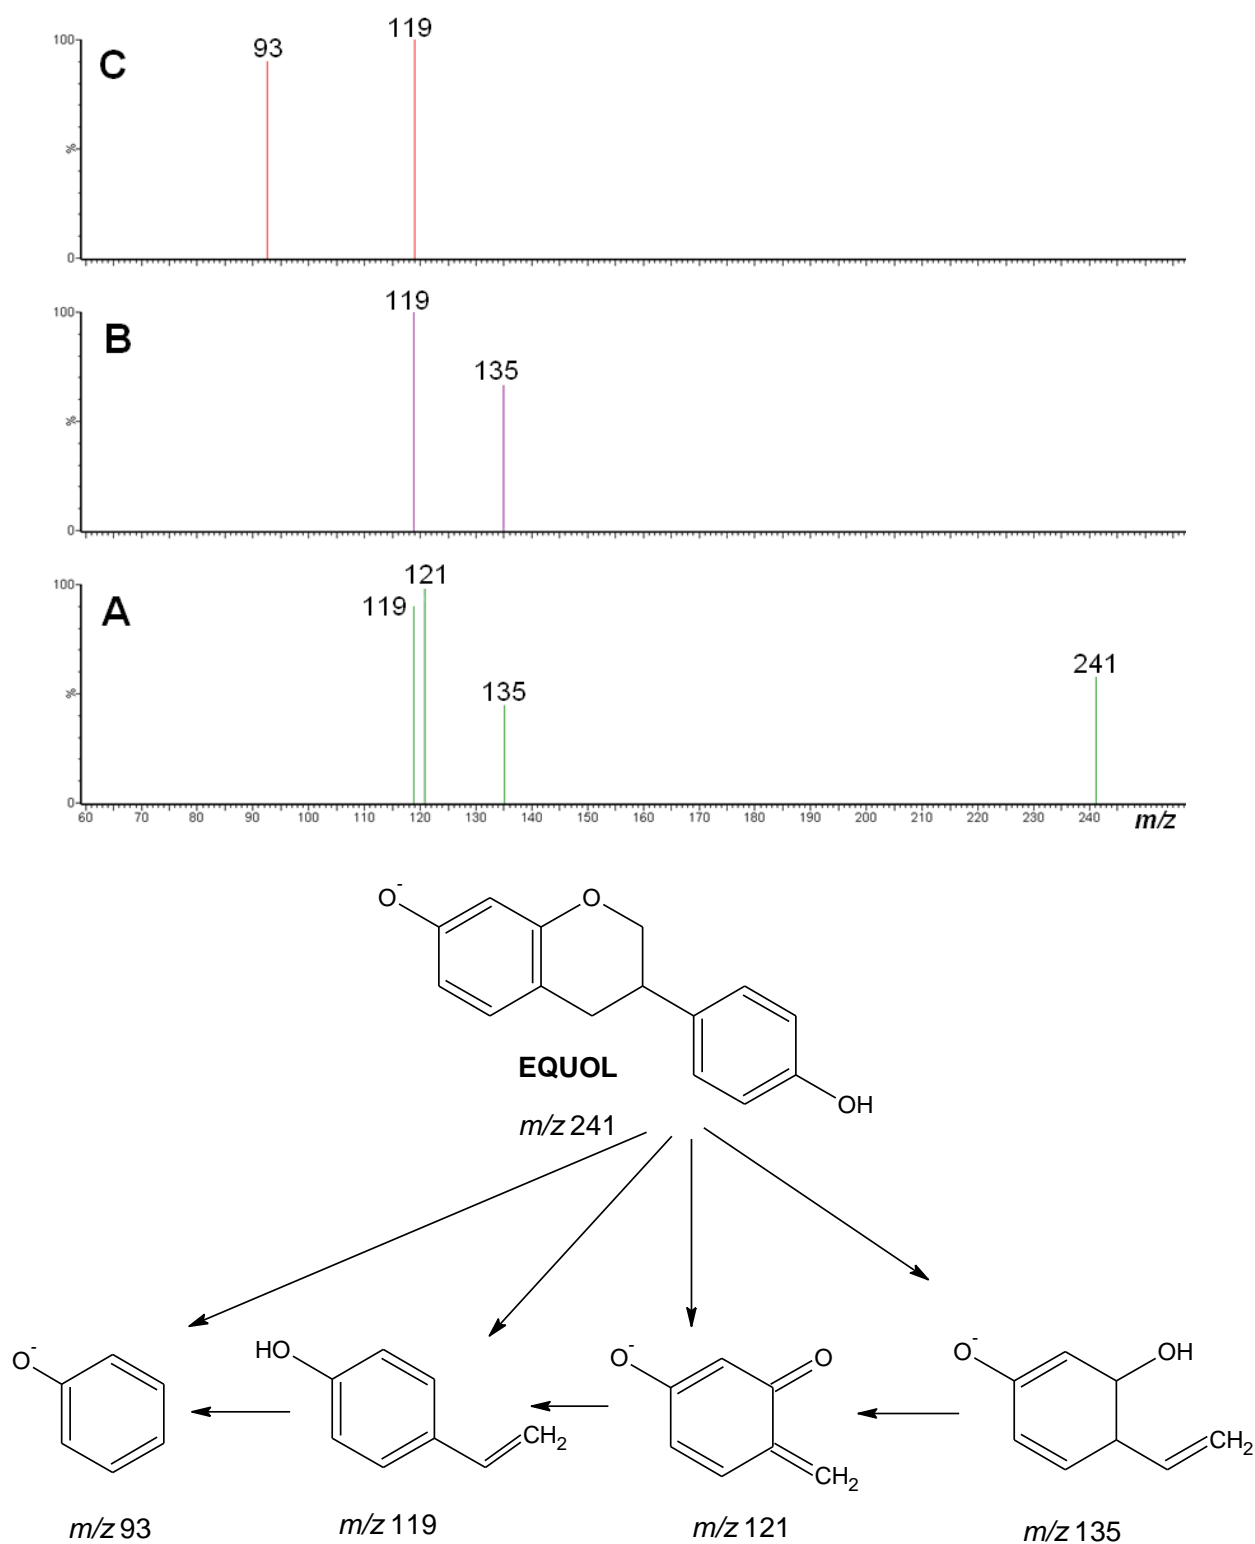 119
93
100
C
%
0
119
100
135
B
%
0
121
100
119
A
241
135
%
0
60 70 80 90 100 110 120 130 140 150 160 170 180 190 200 210 220 230 240
m/z
O- O
EQUOL
OH
m/z 241
HO O- O O- OH
O-
CH2 CH2
CH2
m/z 93 m/z 119 m/z 121 m/z 135